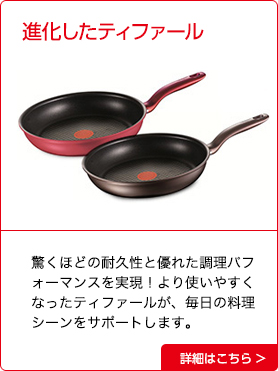 進化したティファール
驚くほどの耐久性と優れた調理パフ
ォーマンスを実現！より使いやすく
なったティファールが、毎日の料理
シーンをサポートします。
詳細はこちら >